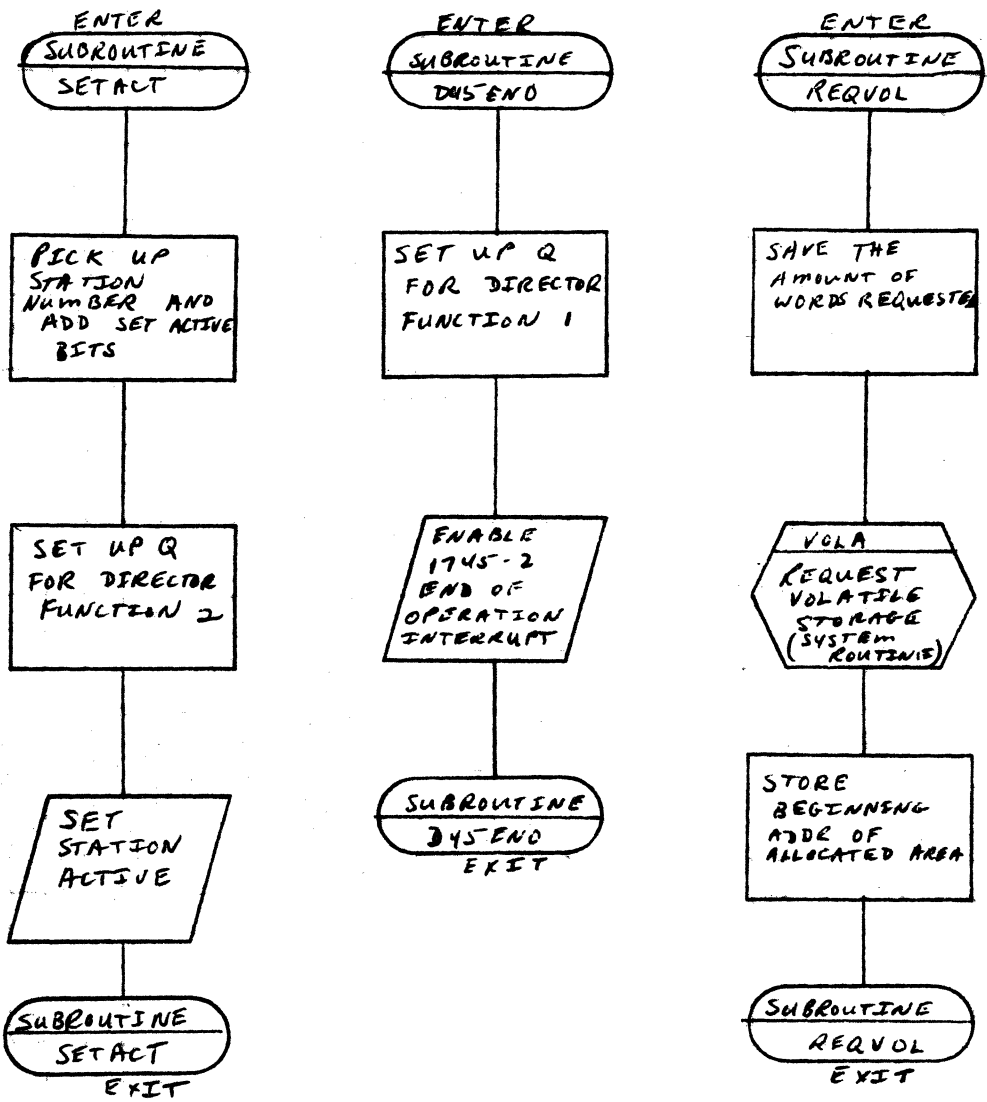 ENTER
SUBROUTINE
SETACT
PICK UP
STATION
NUMBER AND
ADD SET ACTIVE
BITS
SET UP Q
FOR DIRECTOR
FUNCTION 2
SET
STATION
ACTIVE
SUBROUTINE
SETACT
EXIT
ENTER
SUBROUTINE
D45END
SET UP Q
FOR DIRECTOR
FUNCTION 1
ENABLE
1745-2
END OF
OPERATION
INTERRUPT
SUBROUTINE
D45END
EXIT
ENTER
SUBROUTINE
REQVOL
SAVE THE
AMOUNT OF
WORDS REQUESTED
VOLA
REQUEST
VOLATILE
STORAGE
(SYSTEM
ROUTINE)
STORE
BEGINNING
ADDR OF
ALLOCATED AREA
SUBROUTINE
REQVOL
EXIT